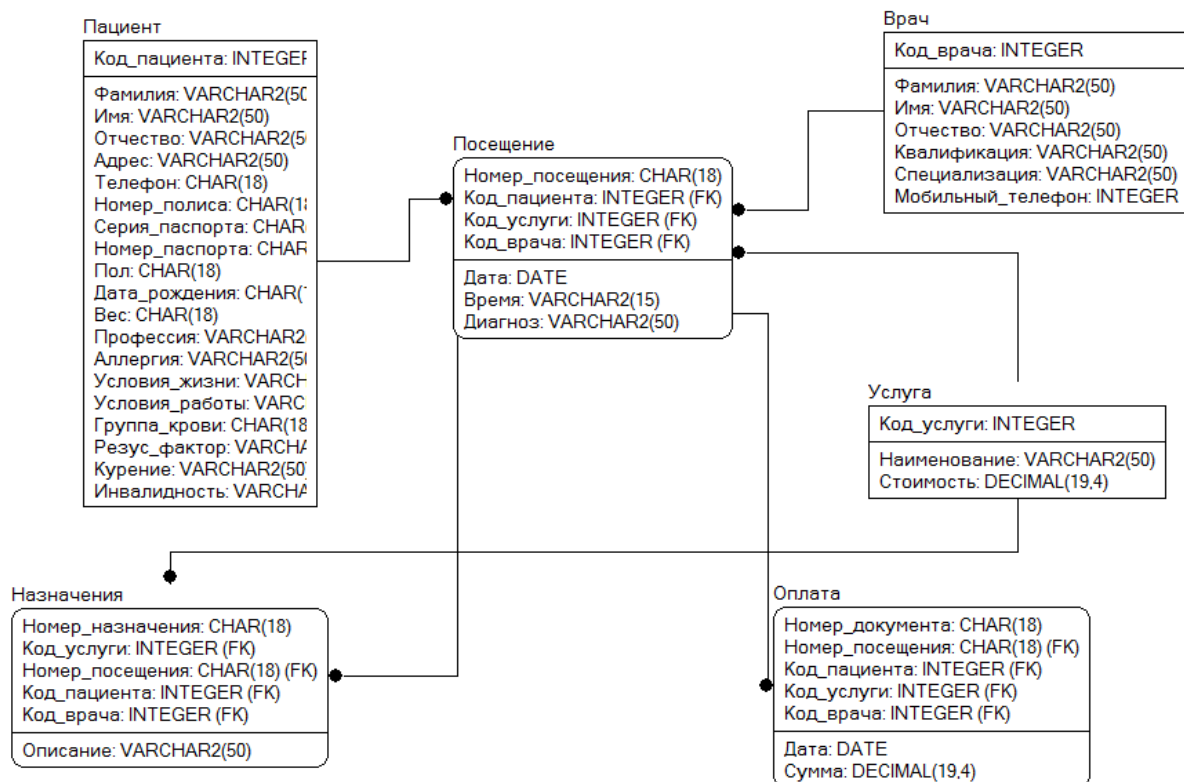 Пациент
Код_пациента: INTEGER
Фамилия: VARCHAR2(50
Имя: VARCHAR2(50)
Отчество: VARCHAR2(50
Адрес: VARCHAR2(50)
Телефон: CHAR(18)
Номер_полиса: CHAR(18
Серия_паспорта: CHAR(
Номер_паспорта: CHAR
Пол: CHAR(18)
Дата_рождения: CHAR(1
Вес: CHAR(18)
Профессия: VARCHAR2(
Аллергия: VARCHAR2(50
Условия_жизни: VARCH
Условия_работы: VARC
Группа_крови: CHAR(18
Резус_фактор: VARCHA
Курение: VARCHAR2(50)
Инвалидность: VARCHA
Посещение
Номер_посещения: CHAR(18)
Код_пациента: INTEGER (FK)
Код_услуги: INTEGER (FK)
Код_врача: INTEGER (FK)
Дата: DATE
Время: VARCHAR2(15)
Диагноз: VARCHAR2(50)
Врач
Код_врача: INTEGER
Фамилия: VARCHAR2(50)
Имя: VARCHAR2(50)
Отчество: VARCHAR2(50)
Квалификация: VARCHAR2(50)
Специализация: VARCHAR2(50)
Мобильный_телефон: INTEGER
Услуга
Код_услуги: INTEGER
Наименование: VARCHAR2(50)
Стоимость: DECIMAL(19,4)
Назначения
Номер_назначения: CHAR(18)
Код_услуги: INTEGER (FK)
Номер_посещения: CHAR(18) (FK)
Код_пациента: INTEGER (FK)
Код_врача: INTEGER (FK)
Описание: VARCHAR2(50)
Оплата
Номер_документа: CHAR(18)
Номер_посещения: CHAR(18) (FK)
Код_пациента: INTEGER (FK)
Код_услуги: INTEGER (FK)
Код_врача: INTEGER (FK)
Дата: DATE
Сумма: DECIMAL(19,4)